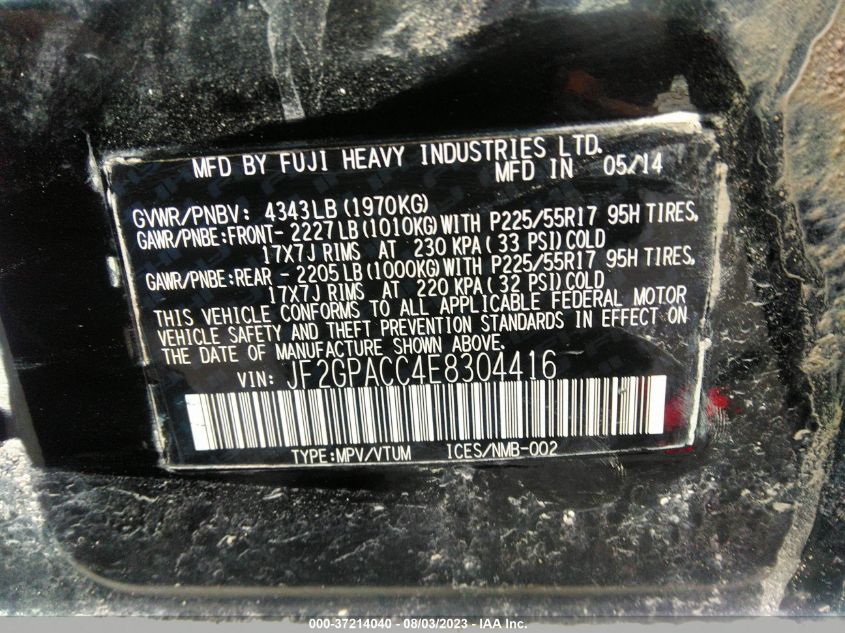 MFD BY FUJI HEAVY INDUSTRIES LTD.
MFD IN 05/14
GVWR/PNBV: 4343LB (1970KG)
GAWR/PNBE:FRONT- 2227LB (1010KG) WITH P225/55R17 95H TIRES,
17X7J RIMS AT 230 KPA ( 33 PSI) COLD
GAWR/PNBE:REAR - 2205LB (1000KG) WITH P225/55R17 95H TIRES,
17X7J RIMS AT 220 KPA ( 32 PSI) COLD
THIS VEHICLE CONFORMS TO ALL APPLICABLE FEDERAL MOTOR
VEHICLE SAFETY AND THEFT PREVENTION STANDARDS IN EFFECT ON
THE DATE OF MANUFACTURE SHOWN ABOVE.
VIN: JF2GPACC4E8304416
TYPE:MPV/VTUM ICES/NMB-002
000-37214040 - 08/03/2023 - IAA Inc.